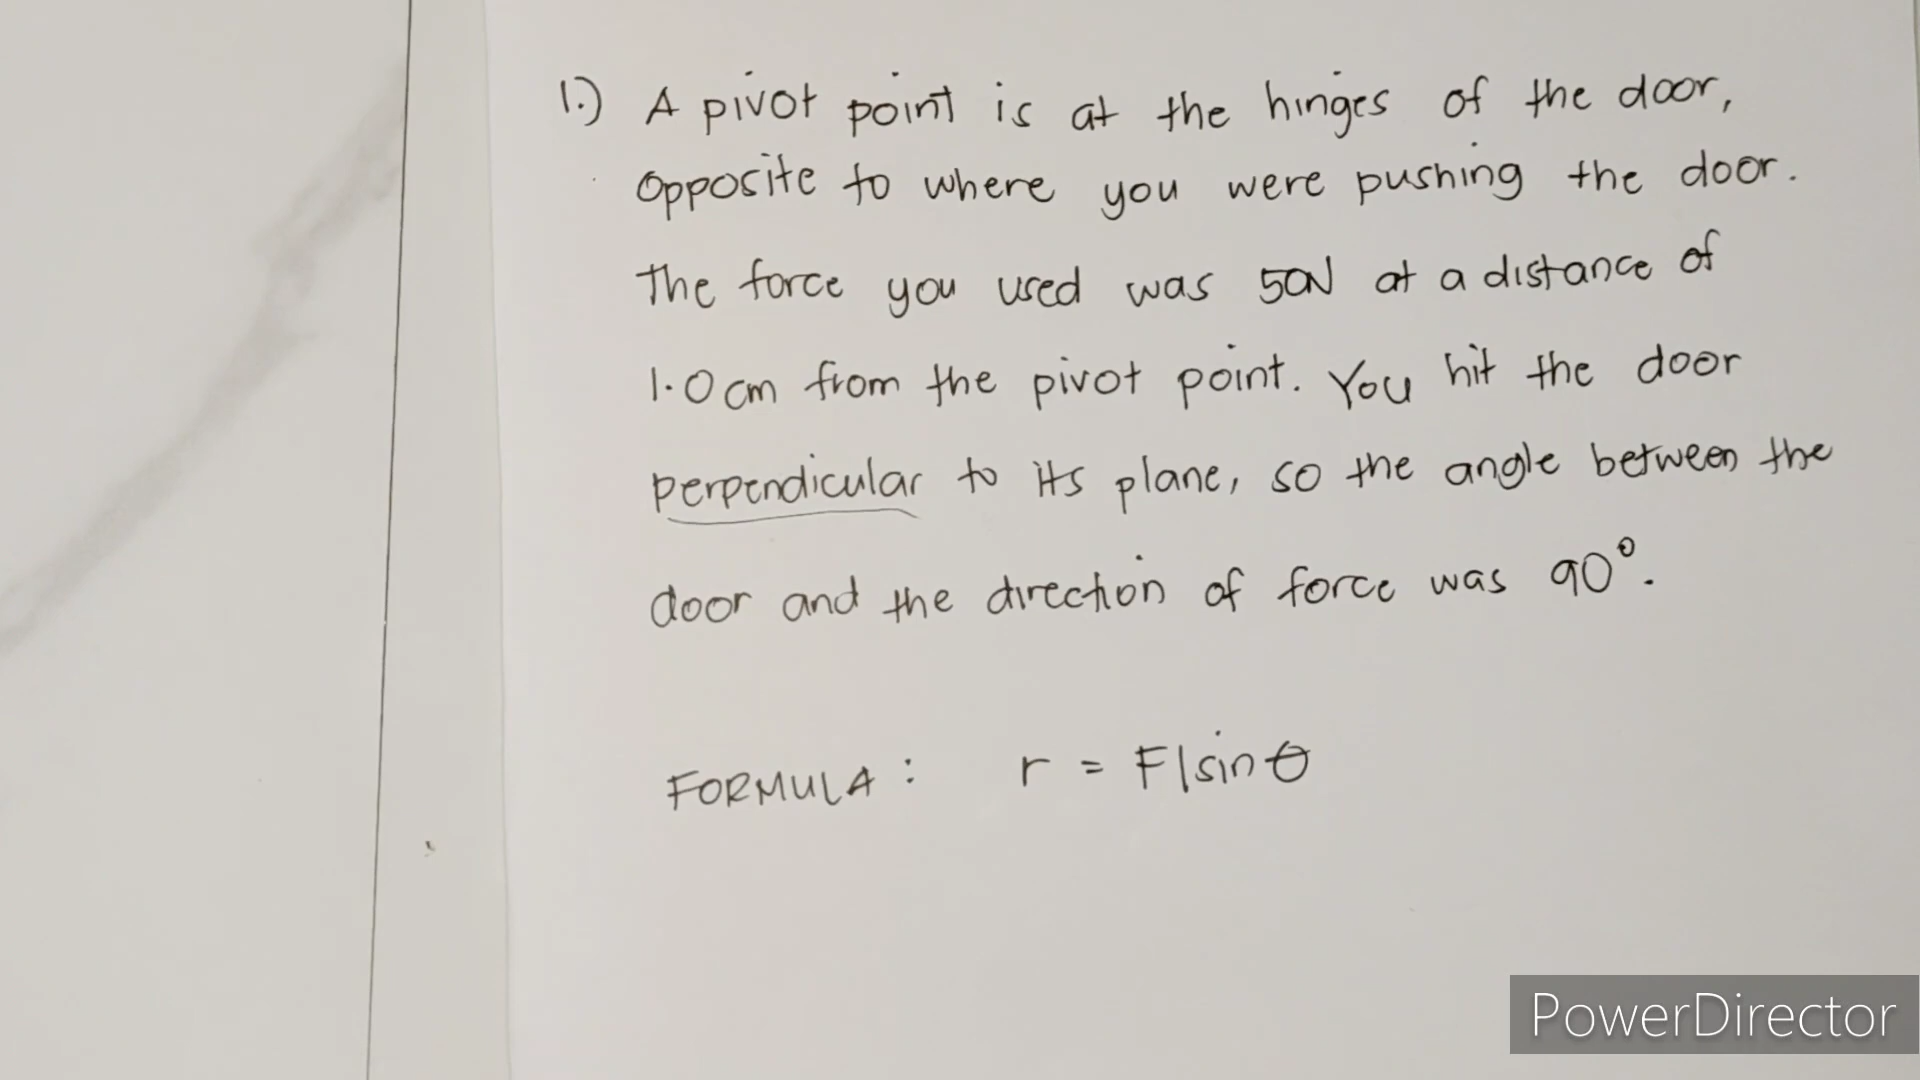 1.) A pivot point is at the hinges of the door,
opposite to where you were pushing the door.
The force you used was 50N at a distance of
1.0cm from the pivot point. You hit the door
perpendicular to its plane, so the angle between the
door and the direction of force was 90°.
FORMULA : r = Flsinθ
PowerDirector